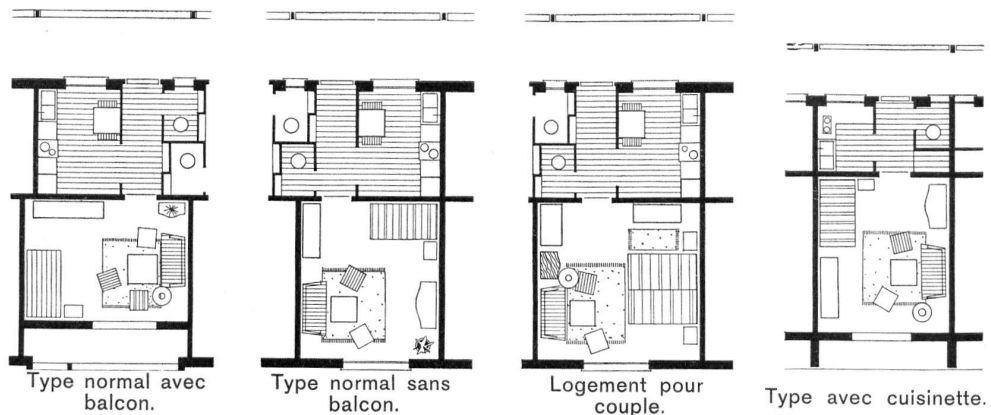 Type normal avec
balcon.
Type normal sans
balcon.
Logement pour
couple.
Type avec cuisinette.